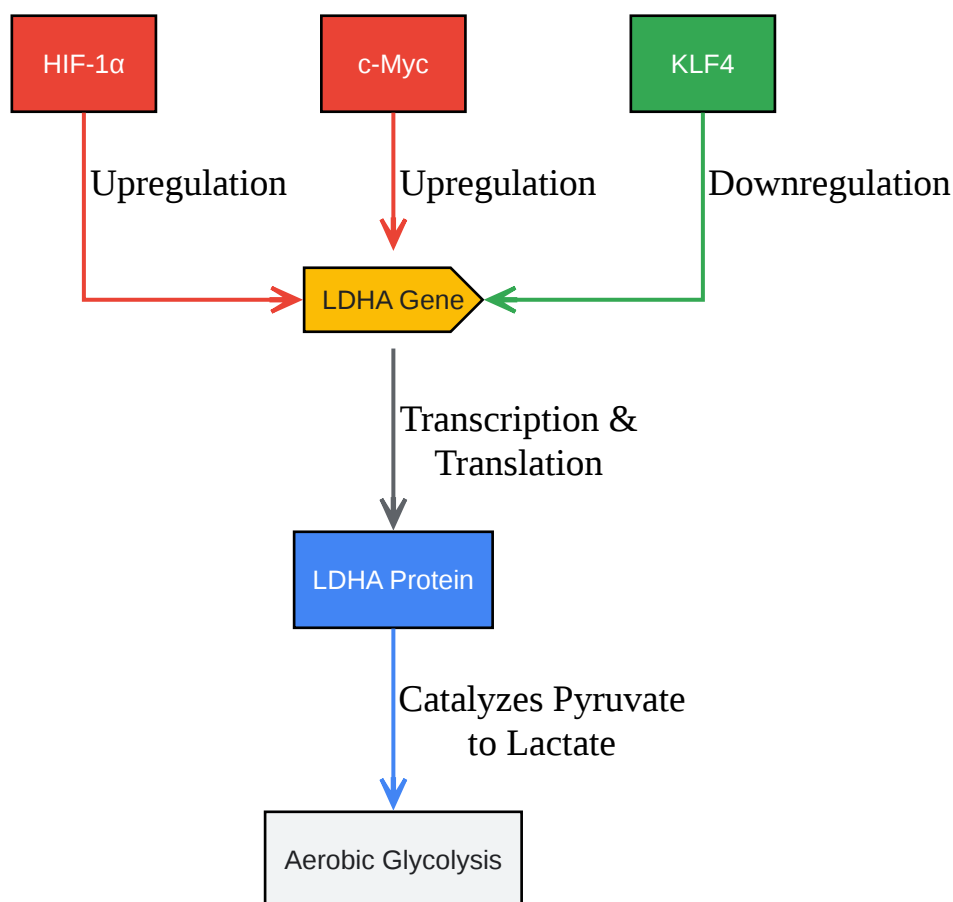 HIF-1α
c-Myc
KLF4
Upregulation
Upregulation
Downregulation
LDHA Gene
Transcription &
Translation
LDHA Protein
Catalyzes Pyruvate
to Lactate
Aerobic Glycolysis